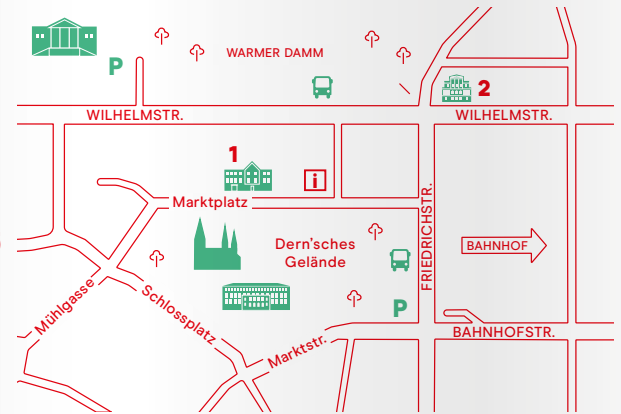 P
WARMER DAMM
2
WILHELMSTR.
WILHELMSTR.
1
i
Marktplatz
FRIEDRICHSTR.
Dern'sches
Gelände
BAHNHOF
Mühlgasse
Schlossplatz
P
Marktstr.
BAHNHOFSTR.